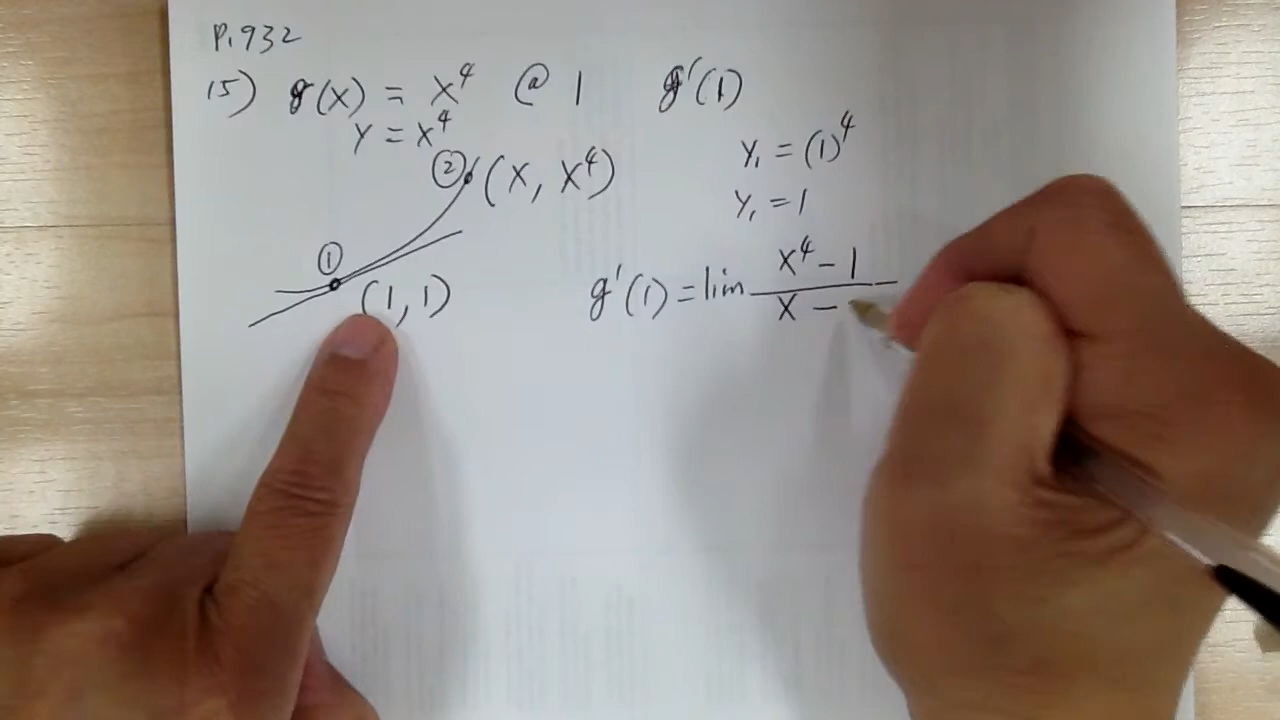 P.932
15) g(x) = x⁴ @ 1 g'(1)
y = x⁴
y₁ = (1)⁴
② (x, x⁴)
y₁ = 1
①
(1, 1)
g'(1) = lim (x⁴ - 1)/(x -